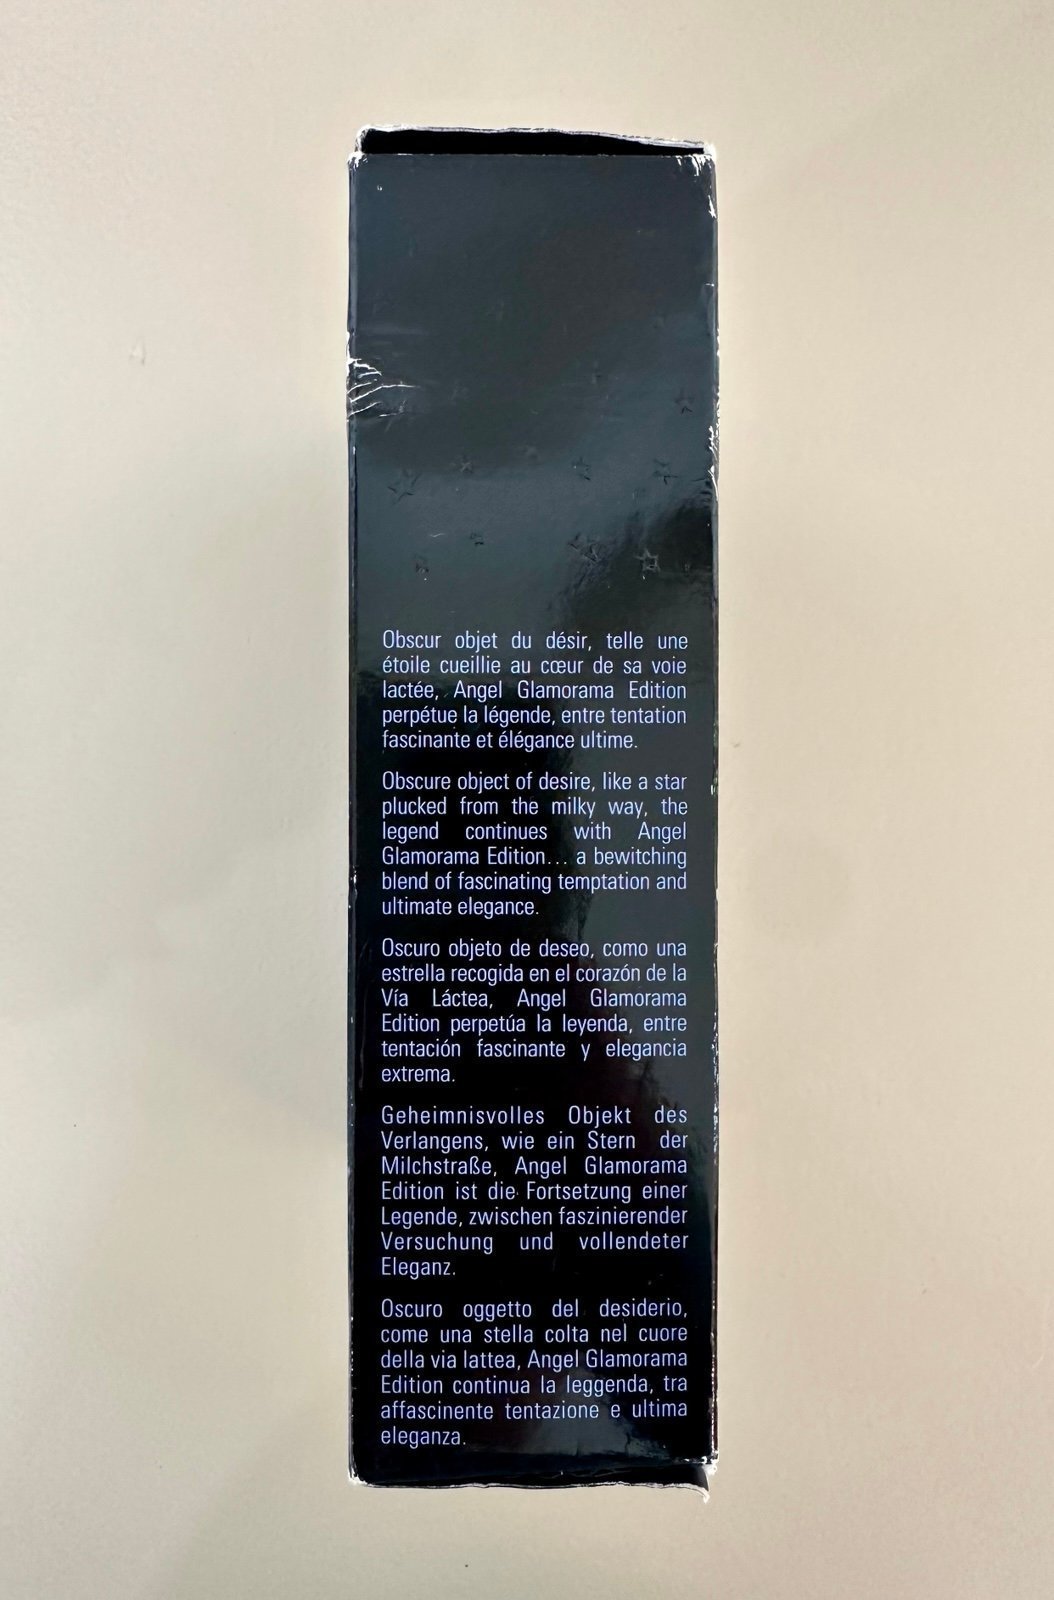 Obscur objet du désir, telle une
étoile cueillie au cœur de sa voie
lactée, Angel Glamorama Edition
perpétue la légende, entre tentation
fascinante et élégance ultime.
Obscure object of desire, like a star
plucked from the milky way, the
legend continues with Angel
Glamorama Edition... a bewitching
blend of fascinating temptation and
ultimate elegance.
Oscuro objeto de deseo, como una
estrella recogida en el corazón de la
Vía Láctea, Angel Glamorama
Edition perpetúa la leyenda, entre
tentación fascinante y elegancia
extrema.
Geheimnisvolles Objekt des
Verlangens, wie ein Stern der
Milchstraße, Angel Glamorama
Edition ist die Fortsetzung einer
Legende, zwischen faszinierender
Versuchung und vollendeter
Eleganz.
Oscuro oggetto del desiderio,
come una stella colta nel cuore
della via lattea, Angel Glamorama
Edition continua la leggenda, tra
affascinente tentazione e ultima
eleganza.